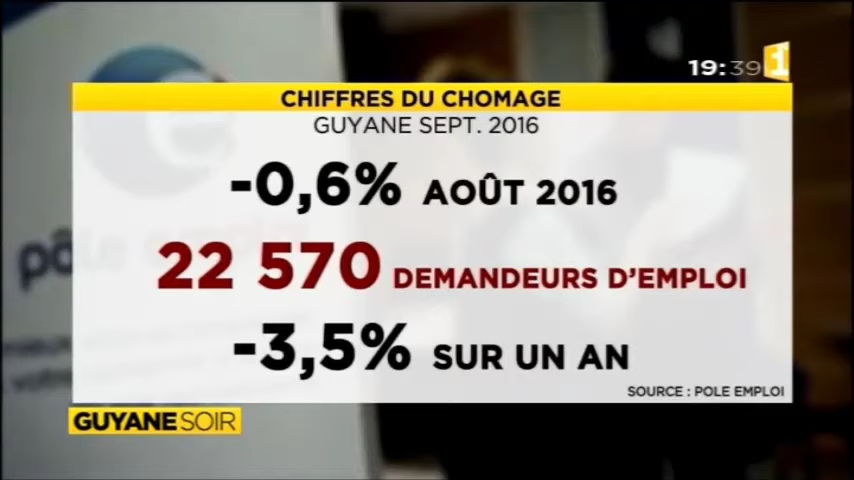 19:39 1
CHIFFRES DU CHOMAGE
GUYANE SEPT. 2016
-0,6% AOÛT 2016
22 570 DEMANDEURS D'EMPLOI
-3,5% SUR UN AN
SOURCE : POLE EMPLOI
GUYANE SOIR
pô